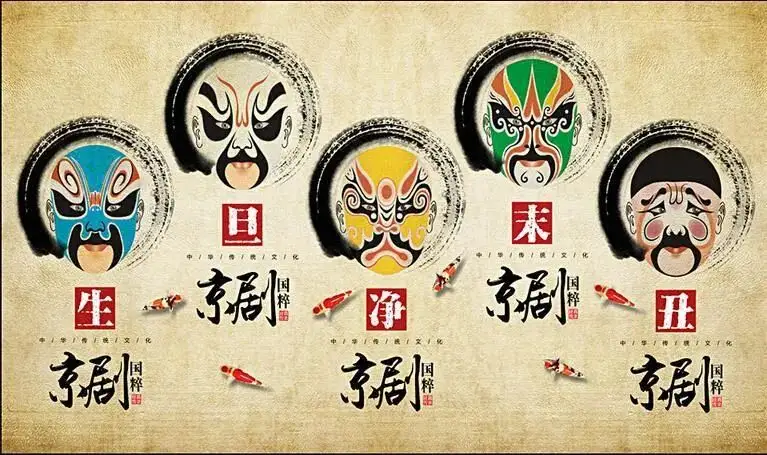 生
中/华/传/统/文/化
京剧
国粹
旦
中/华/传/统/文/化
京剧
国粹
净
中/华/传/统/文/化
京剧
国粹
末
中/华/传/统/文/化
京剧
国粹
丑
中/华/传/统/文/化
京剧
国粹